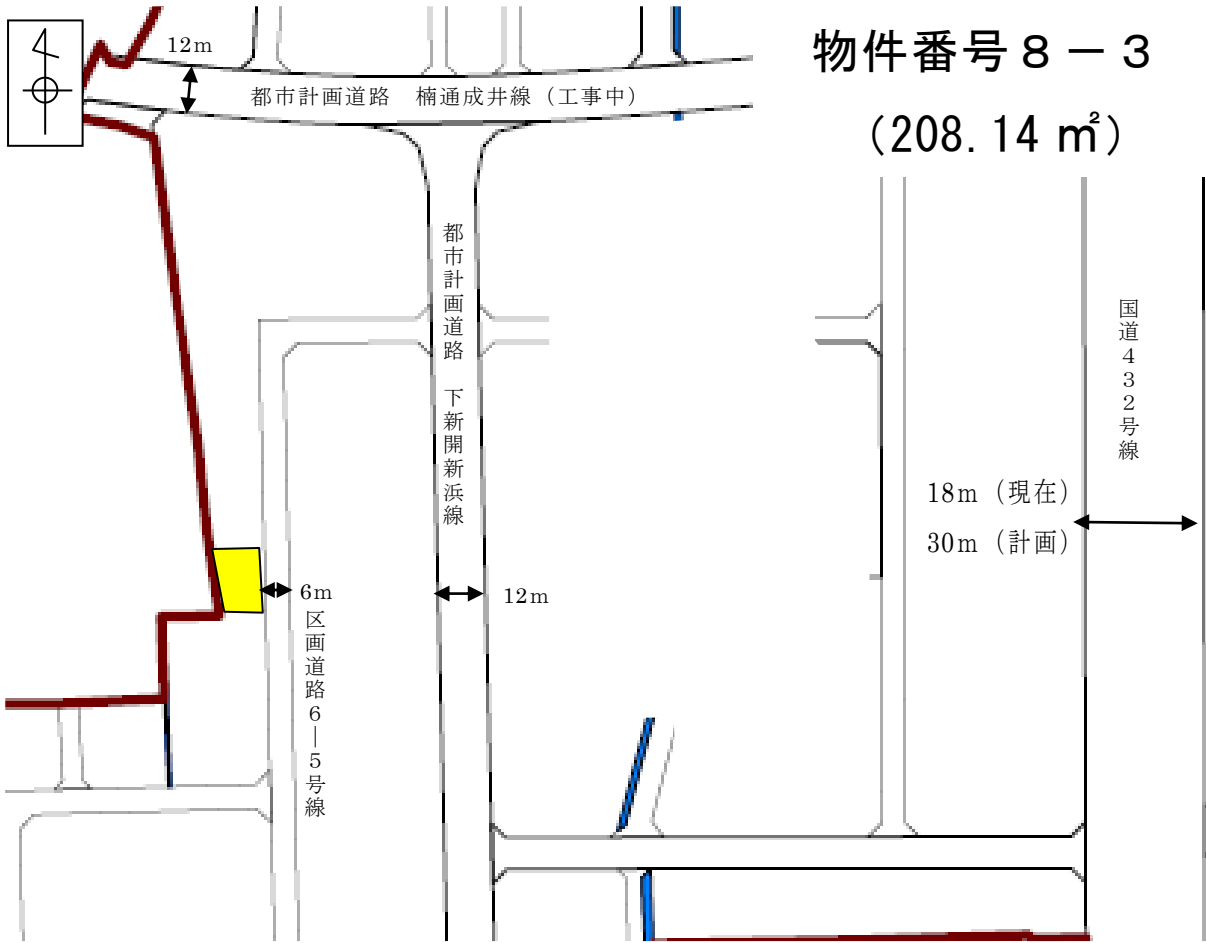 物件番号８－３
（208.14 ㎡）
12m
都市計画道路　楠通成井線（工事中）
都市計画道路　下新開新浜線
国道４３２号線
18m（現在）
30m（計画）
6m
12m
区画道路６―５号線